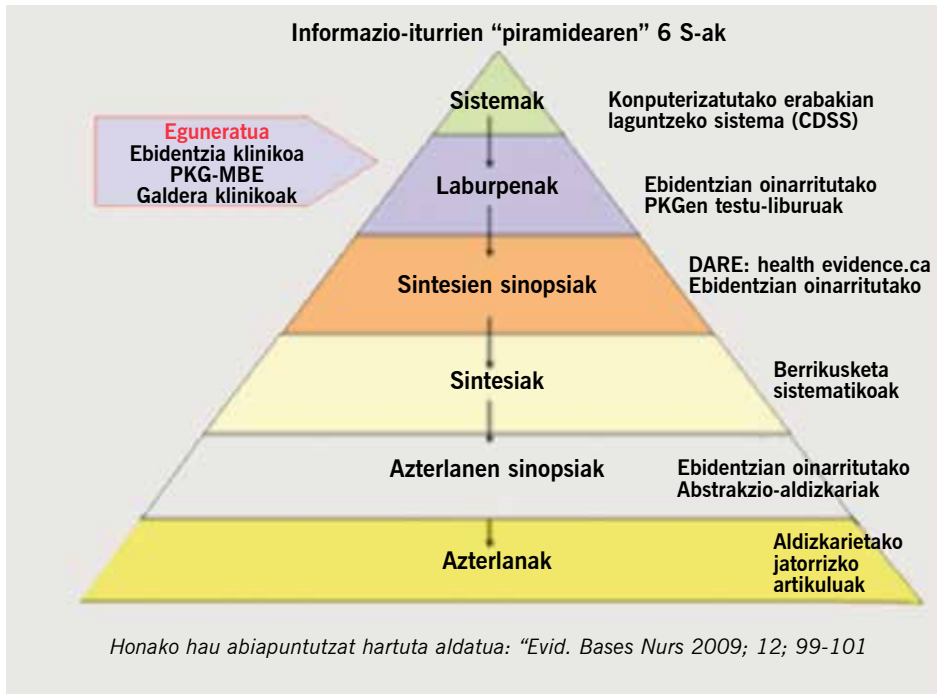 Informazio-iturrien “piramidearen” 6 S-ak
Sistemak
Konputerizatutako erabakian
laguntzeko sistema (CDSS)
Eguneratua
Ebidentzia klinikoa
PKG-MBE
Galdera klinikoak
Laburpenak
Ebidentzian oinarritutako
PKGen testu-liburuak
Sintesien sinopsiak
DARE: health evidence.ca
Ebidentzian oinarritutako
Sintesiak
Berrikusketa
sistematikoak
Azterlanen sinopsiak
Ebidentzian oinarritutako
Abstrakzio-aldizkariak
Azterlanak
Aldizkarietako
jatorrizko
artikuluak
Honako hau abiapuntutzat hartuta aldatua: “Evid. Bases Nurs 2009; 12; 99-101